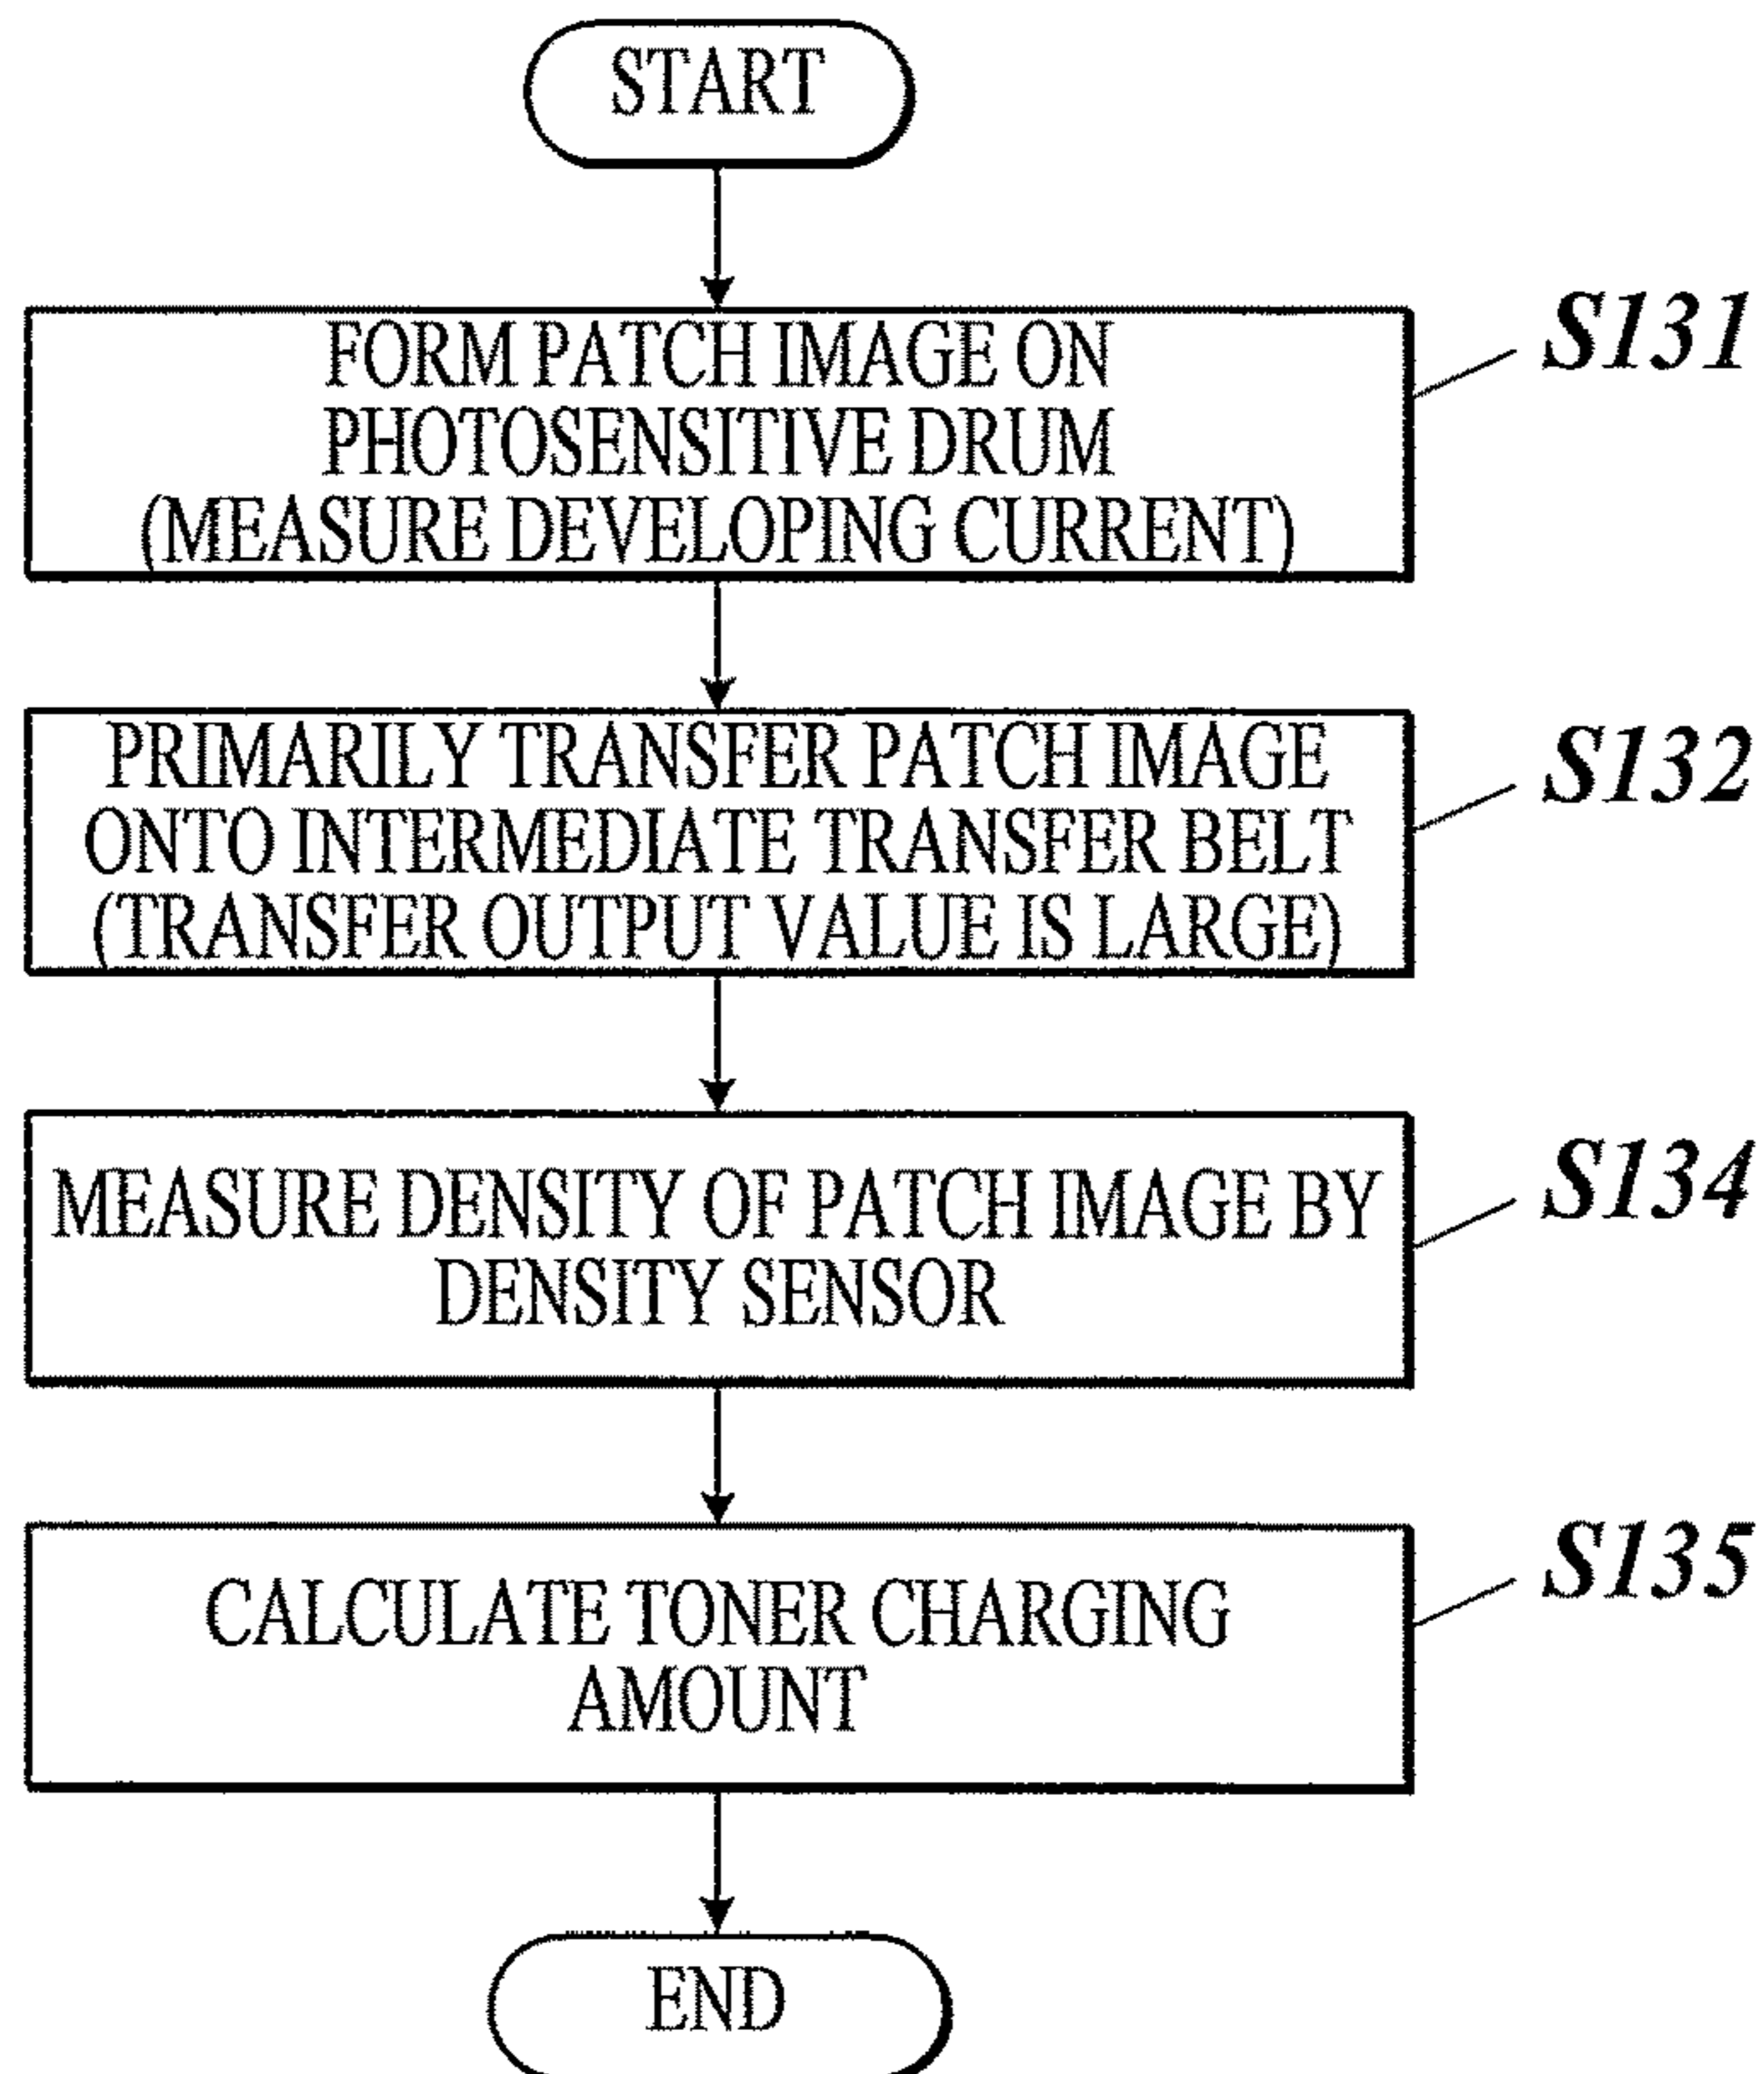 START
FORM PATCH IMAGE ON
PHOTOSENSITIVE DRUM
(MEASURE DEVELOPING CURRENT)
S131
PRIMARILY TRANSFER PATCH IMAGE
ONTO INTERMEDIATE TRANSFER BELT
(TRANSFER OUTPUT VALUE IS LARGE)
S132
MEASURE DENSITY OF PATCH IMAGE BY
DENSITY SENSOR
S134
CALCULATE TONER CHARGING
AMOUNT
S135
END